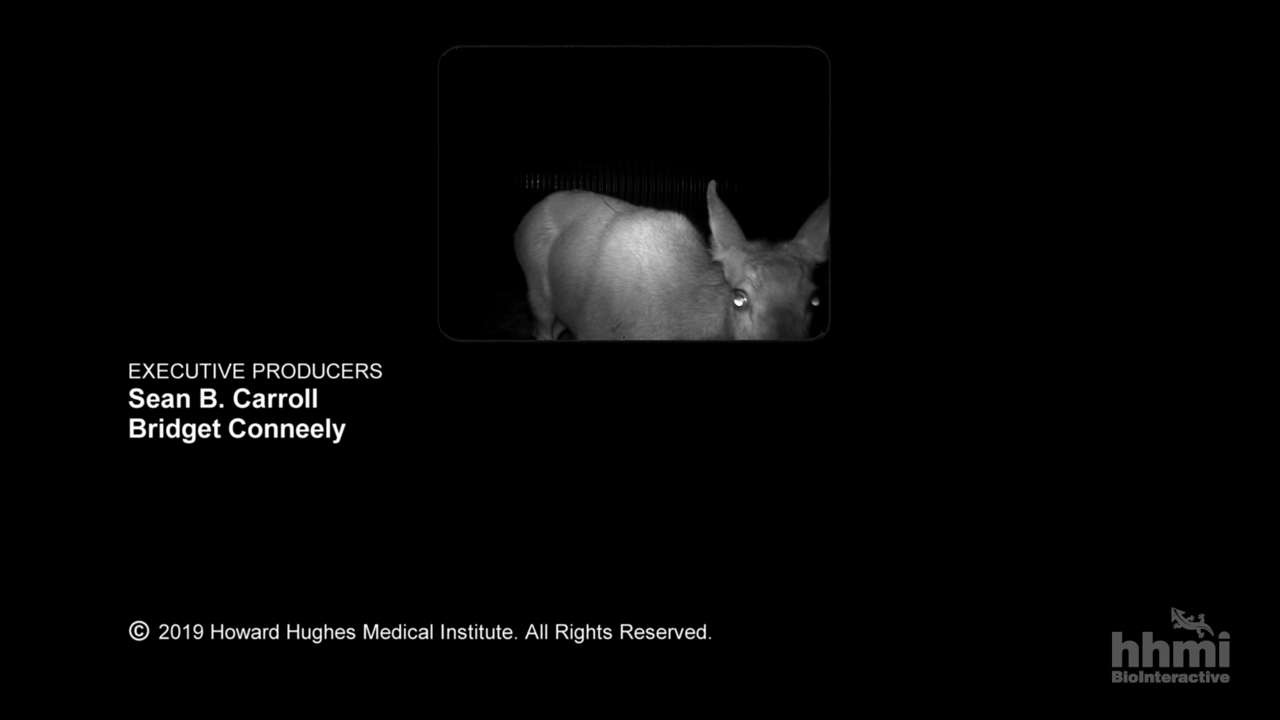 EXECUTIVE PRODUCERS
Sean B. Carroll
Bridget Conneely
© 2019 Howard Hughes Medical Institute. All Rights Reserved.
hhmi
BioInteractive